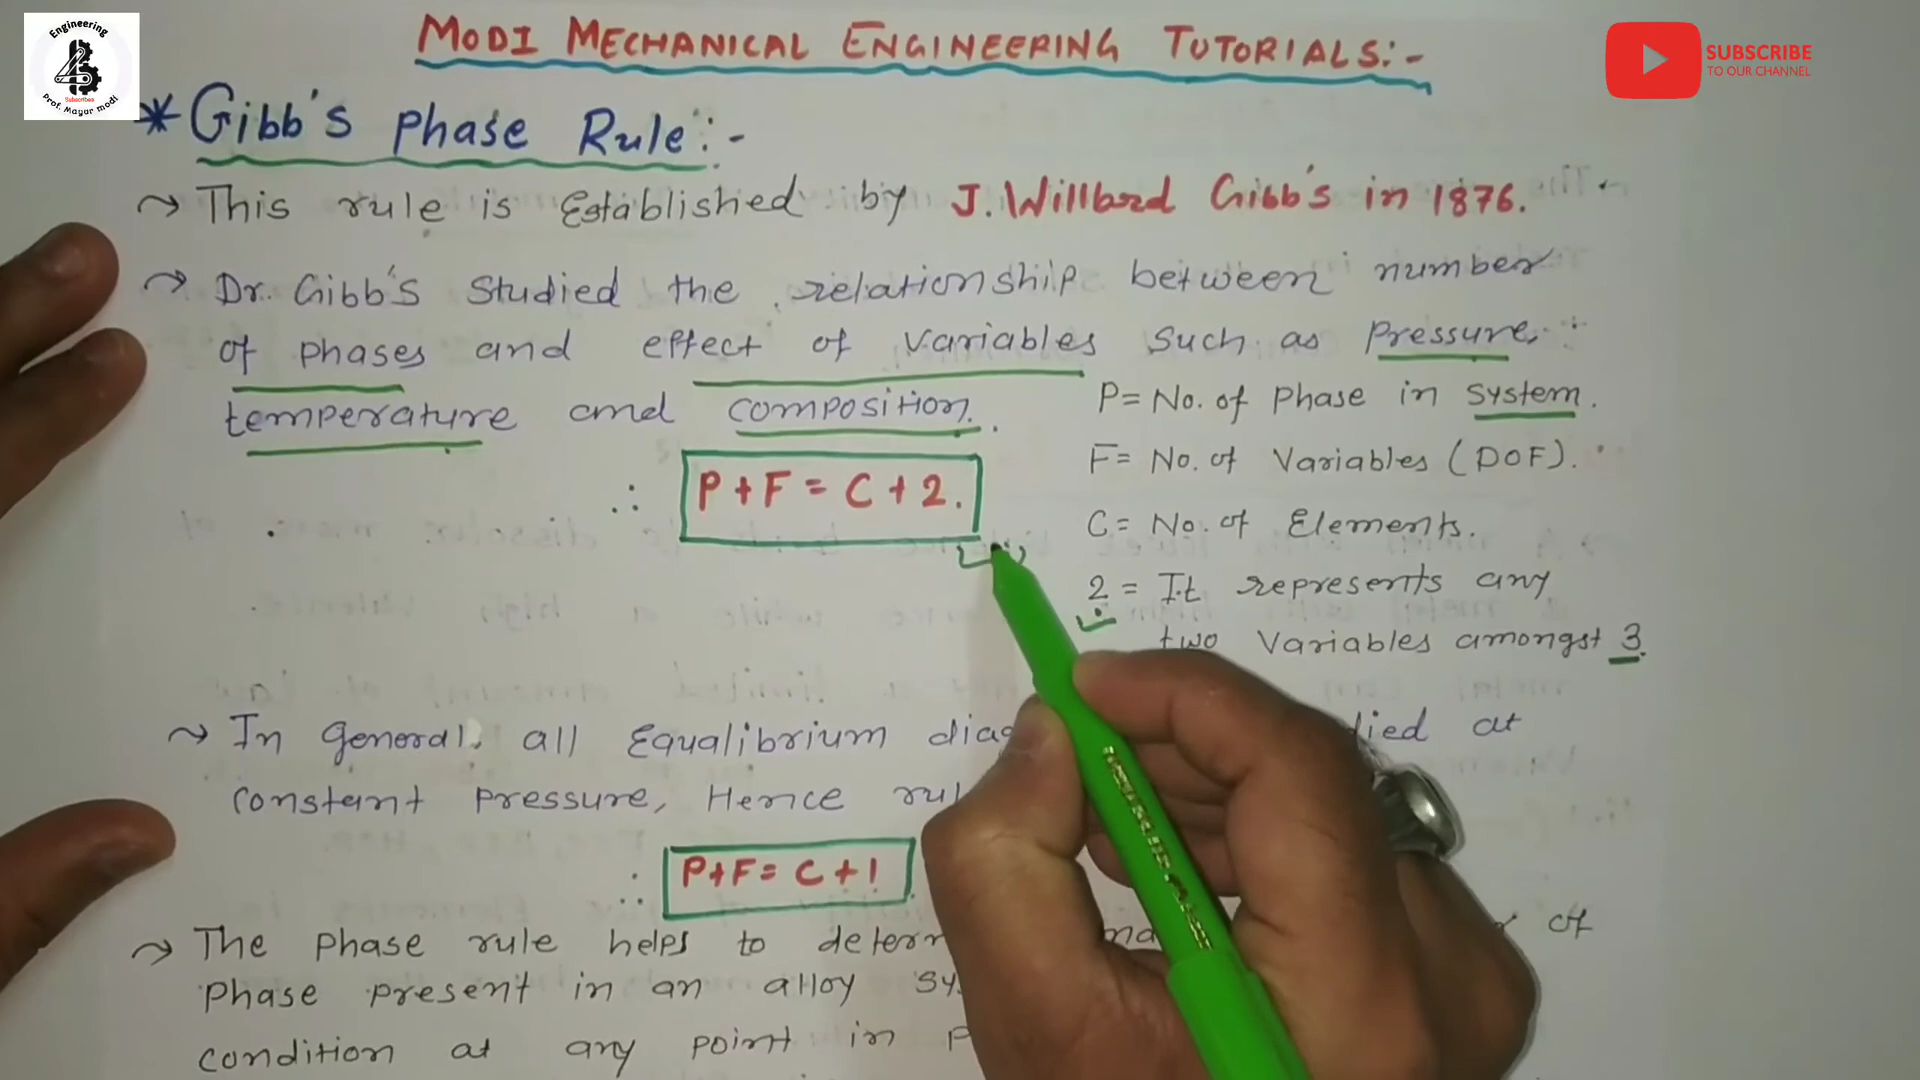 Engineering
Subscribes
Prof. Mayur modi
MODI MECHANICAL ENGINEERING TUTORIALS:-
SUBSCRIBE
TO OUR CHANNEL
* Gibb's phase Rule:-
This rule is Established by J. Willbard Gibb's in 1876.
Dr. Gibb's Studied the relationship between number
of phases and effect of Variables Such as pressure,
temperature and composition.
P = No. of phase in system.
F = No. of Variables (DOF).
∴ P + F = C + 2.
C = No. of Elements.
2 = It represents any
two Variables amongst 3.
In general, all Equalibrium at
constant pressure, Hence
∴ P+F = C+1
The phase rule helps to of
phase present in an alloy
condition at any point in